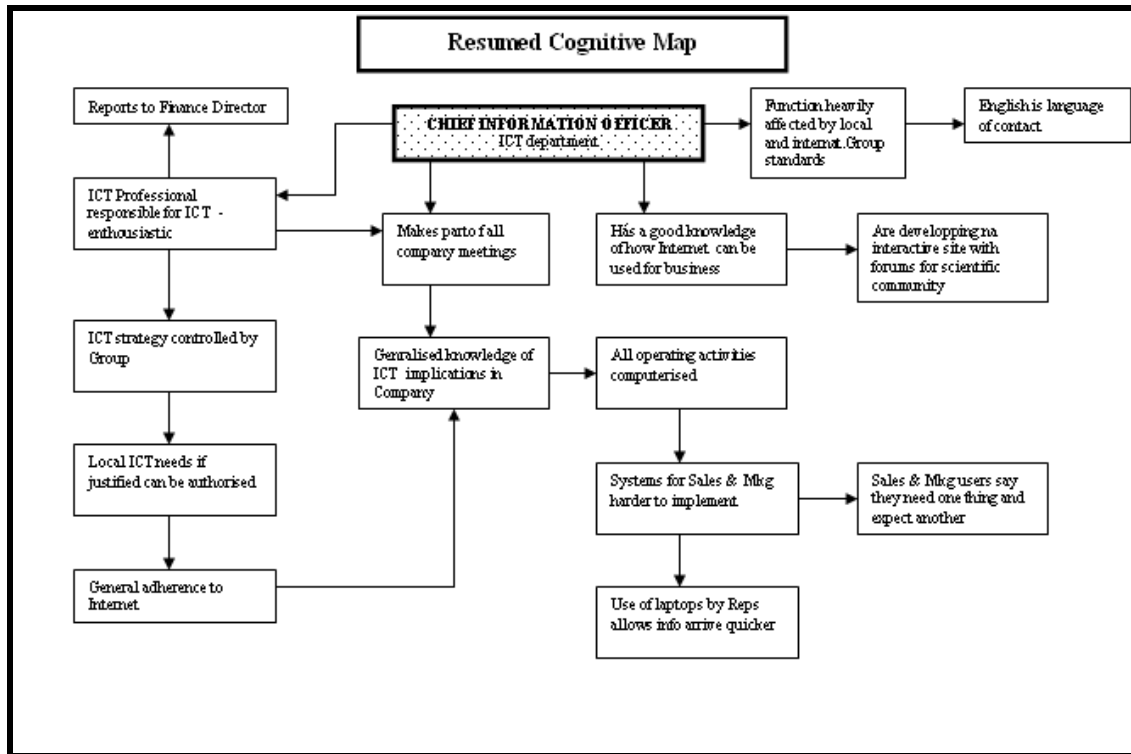 Resumed Cognitive Map
Reports to Finance Director
CHIEF INFORMATION OFFICER
ICT department
Function heavily
affected by local
and internat.Group
standards
English is language
of contact
ICT Professional
responsible for ICT -
enthousiastic
Makes part of all
company meetings
Hás a good knowledge
of how Internet can be
used for business
Are developping na
interactive site with
forums for scientific
community
ICT strategy controlled by
Group
Genralised knowledge of
ICT implications in
Company
All operating activities
computerised
Local ICT needs if
justified can be authorised
Systems for Sales & Mkg
harder to implement
Sales & Mkg users say
they need one thing and
expect another
General adherence to
Internet
Use of laptops by Reps
allows info arrive quicker